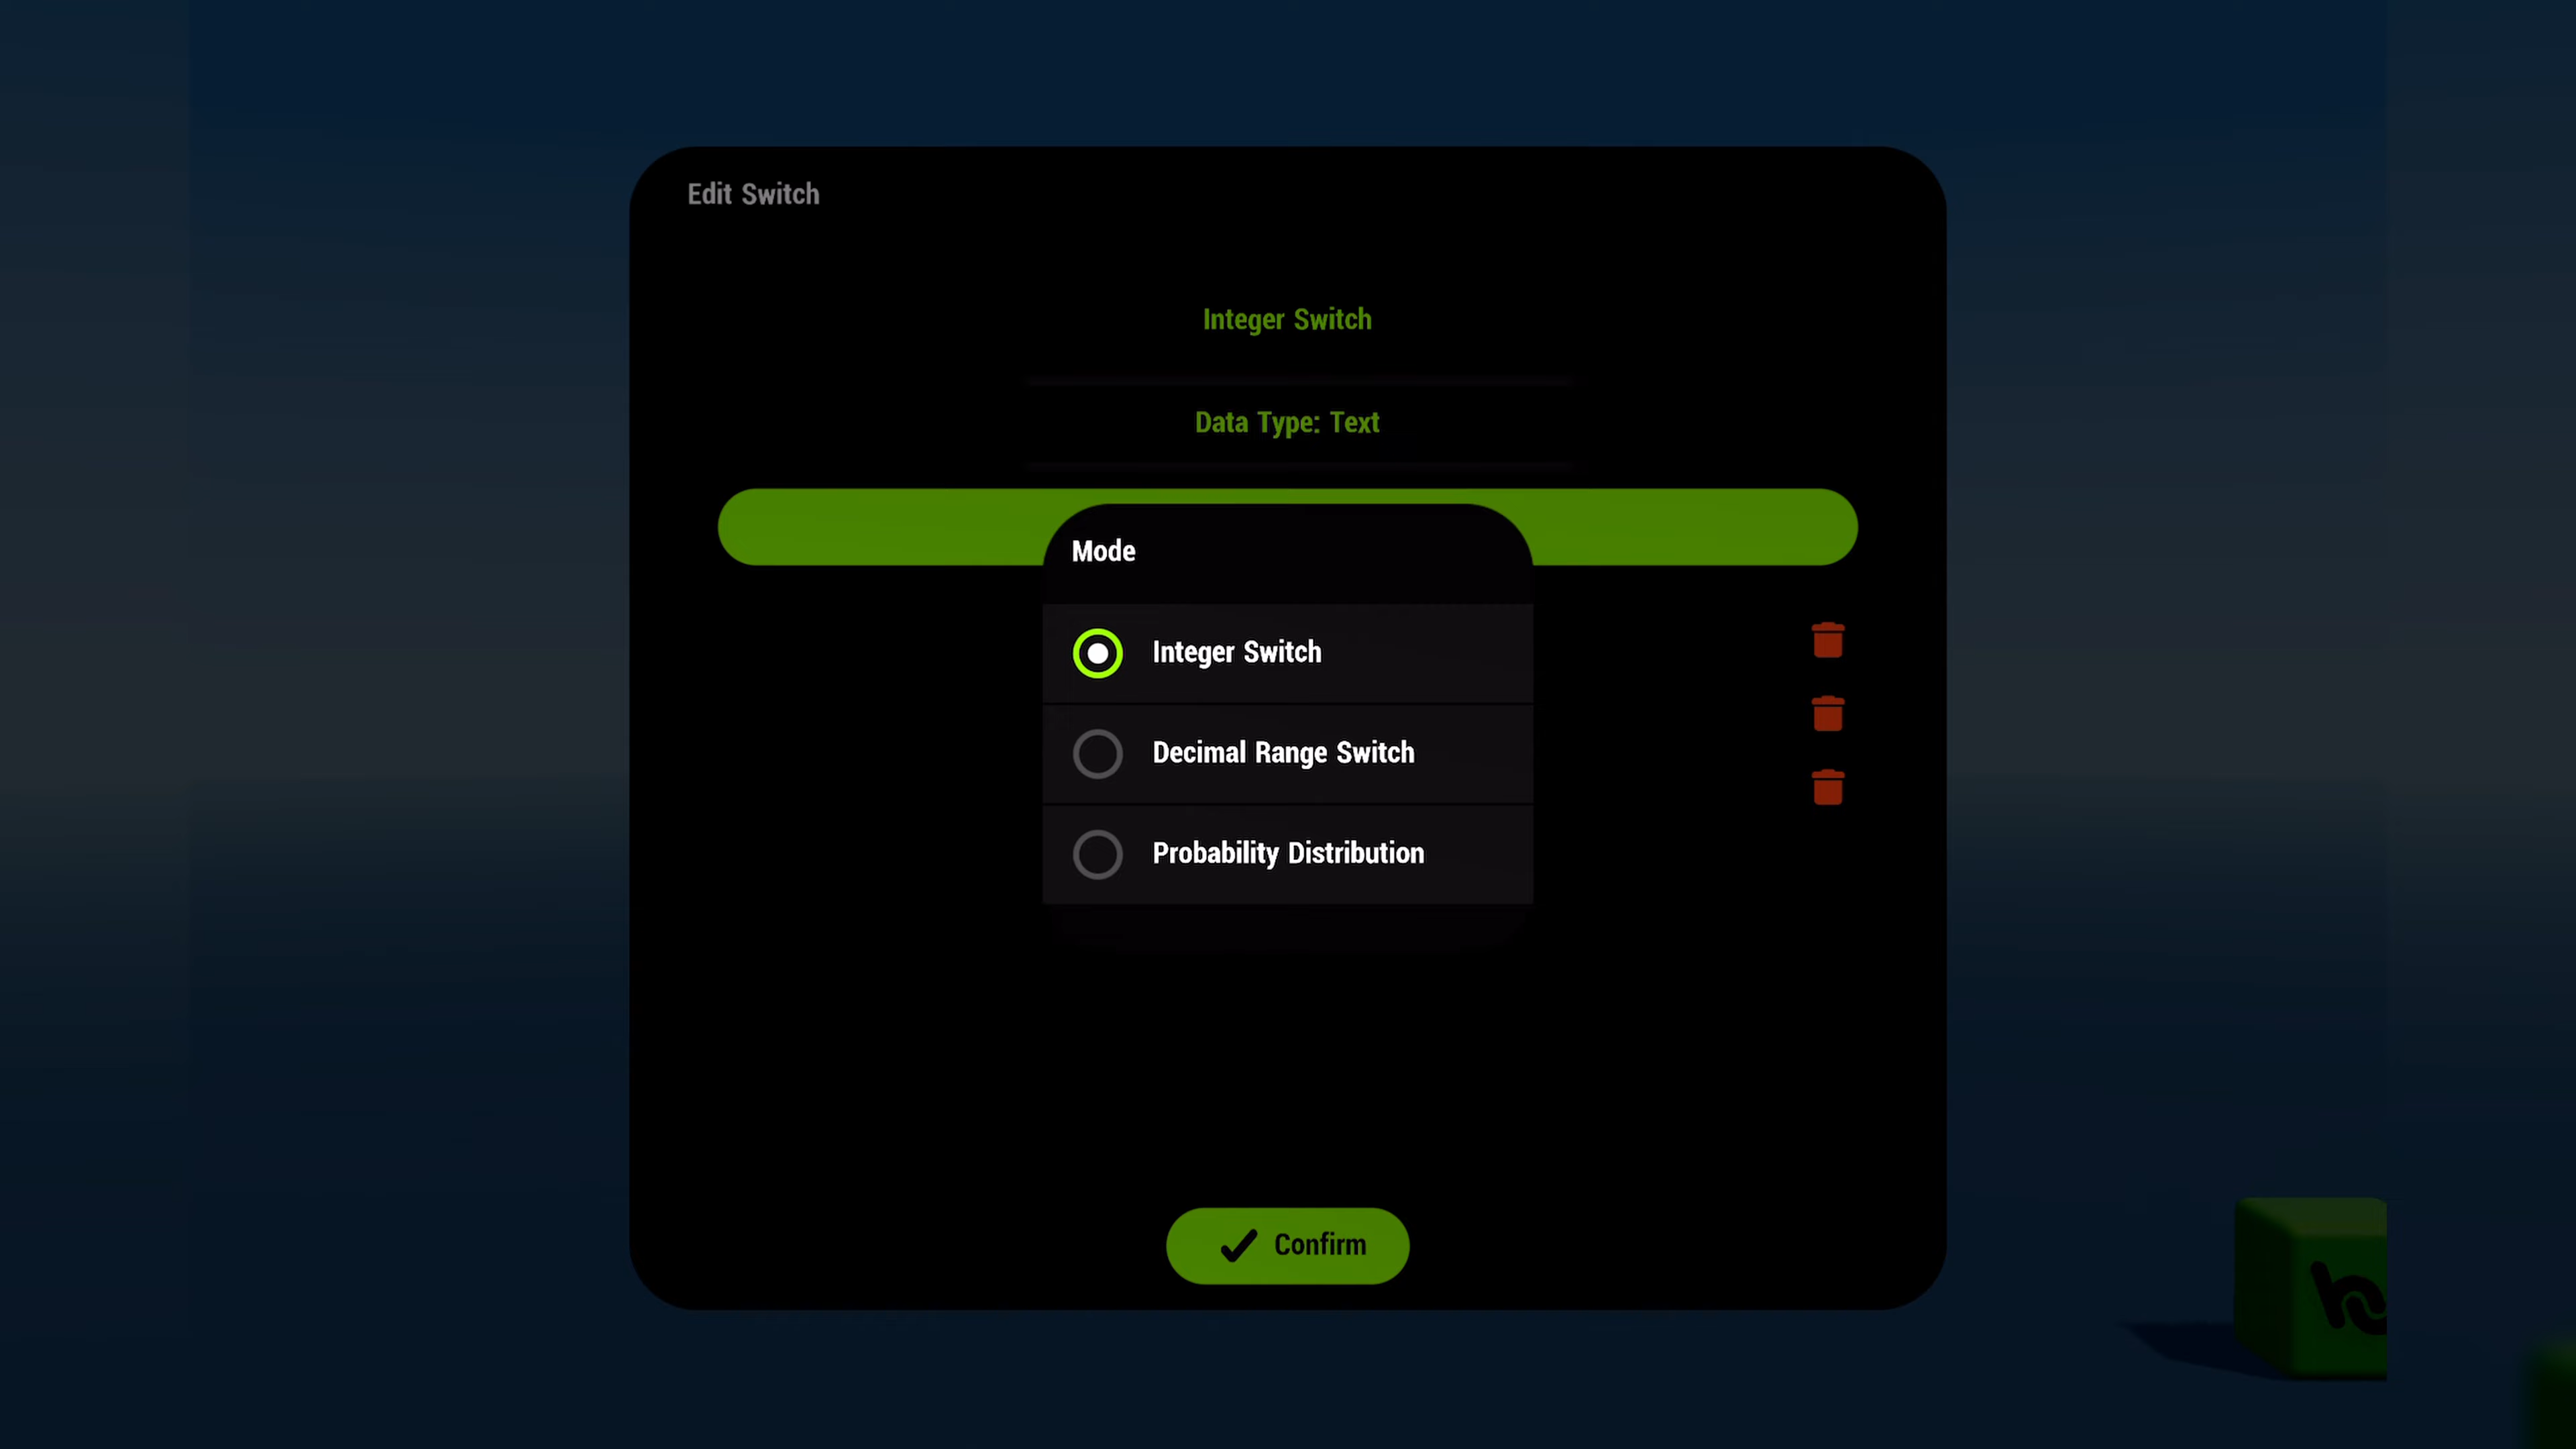 Edit Switch
Integer Switch
Data Type: Text
Mode
Integer Switch
Decimal Range Switch
Probability Distribution
Confirm